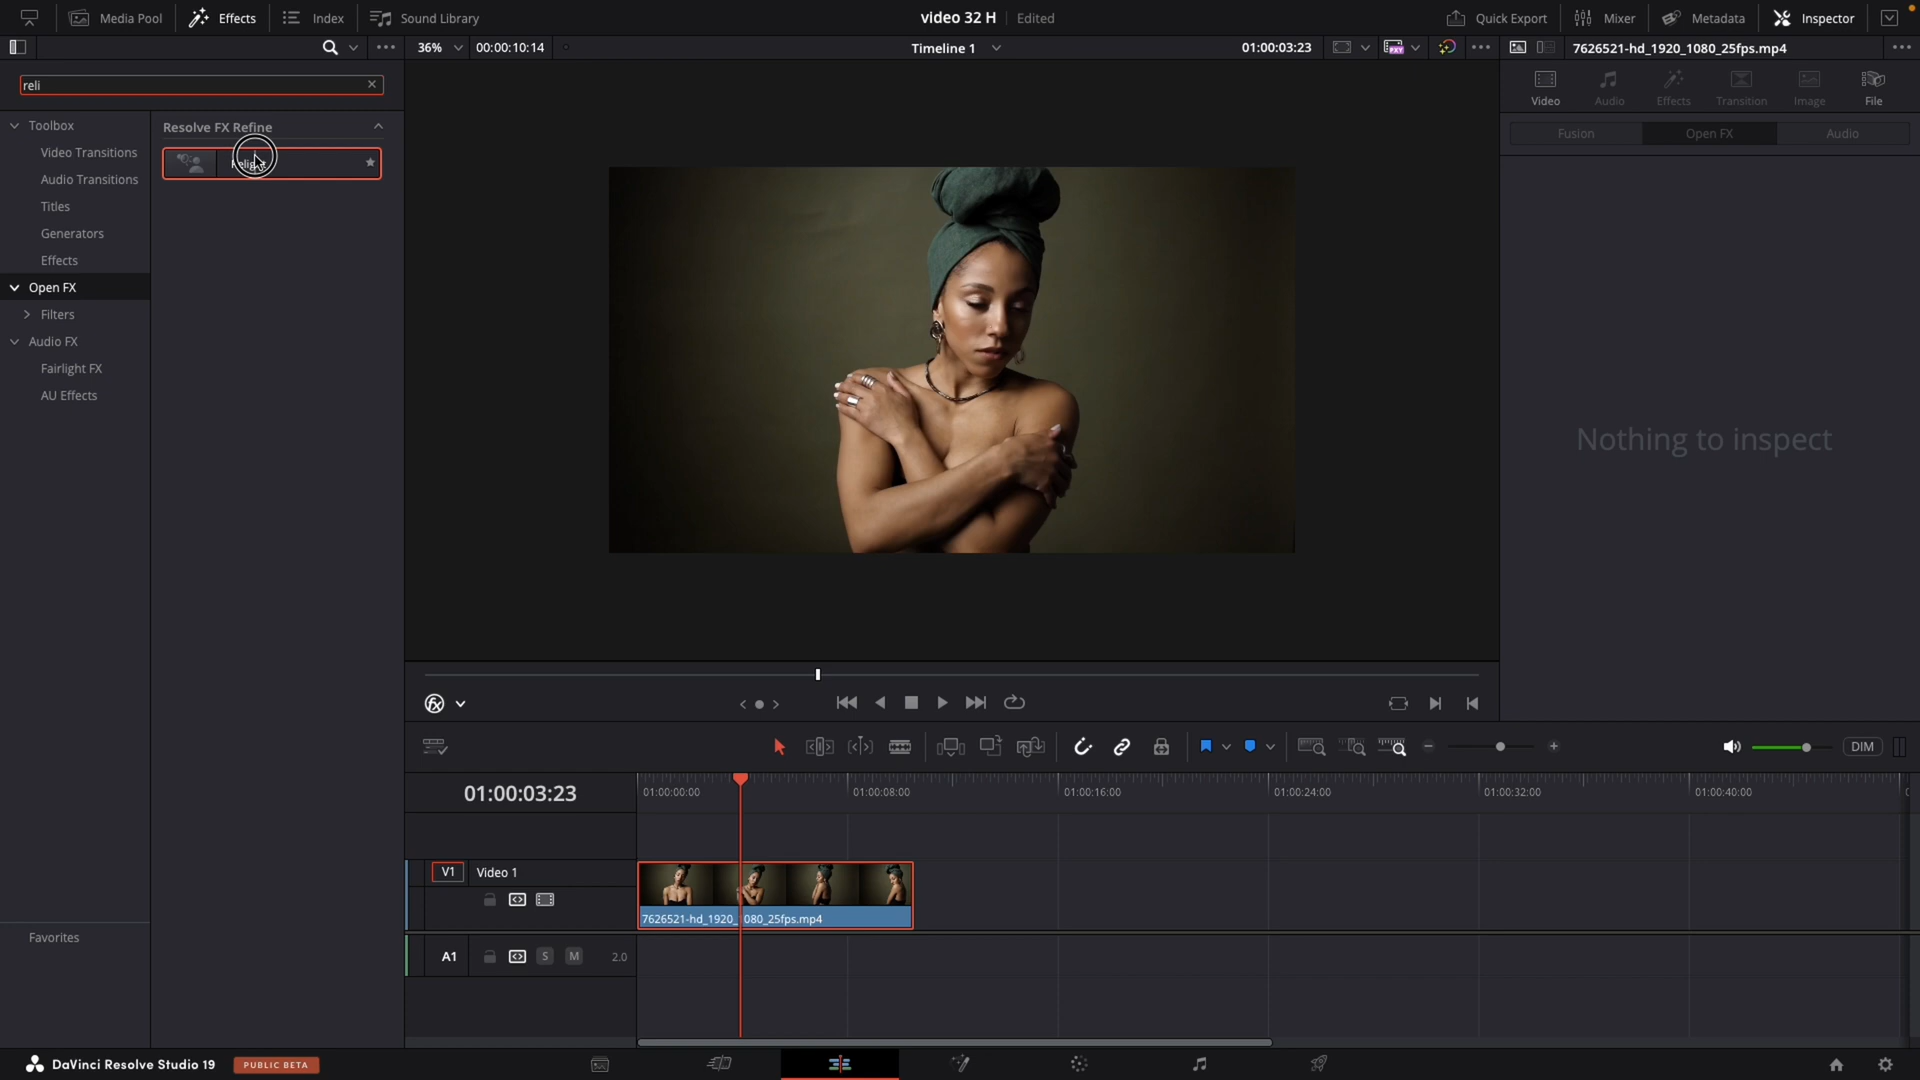 Media Pool
Effects
Index
Sound Library
video 32 H
Edited
Quick Export
Mixer
Metadata
Inspector
36%
00:00:10:14
Timeline 1
01:00:03:23
7626521-hd_1920_1080_25fps.mp4
reli
Video
Audio
Effects
Transition
Image
File
Fusion
Open FX
Audio
Toolbox
Video Transitions
Audio Transitions
Titles
Generators
Effects
Open FX
Filters
Audio FX
Fairlight FX
AU Effects
Favorites
Resolve FX Refine
Nothing to inspect
DIM
01:00:03:23
01:00:00:00
01:00:08:00
01:00:16:00
01:00:24:00
01:00:32:00
01:00:40:00
V1
Video 1
7626521-hd_1920_1080_25fps.mp4
A1
S
M
2.0
DaVinci Resolve Studio 19
PUBLIC BETA